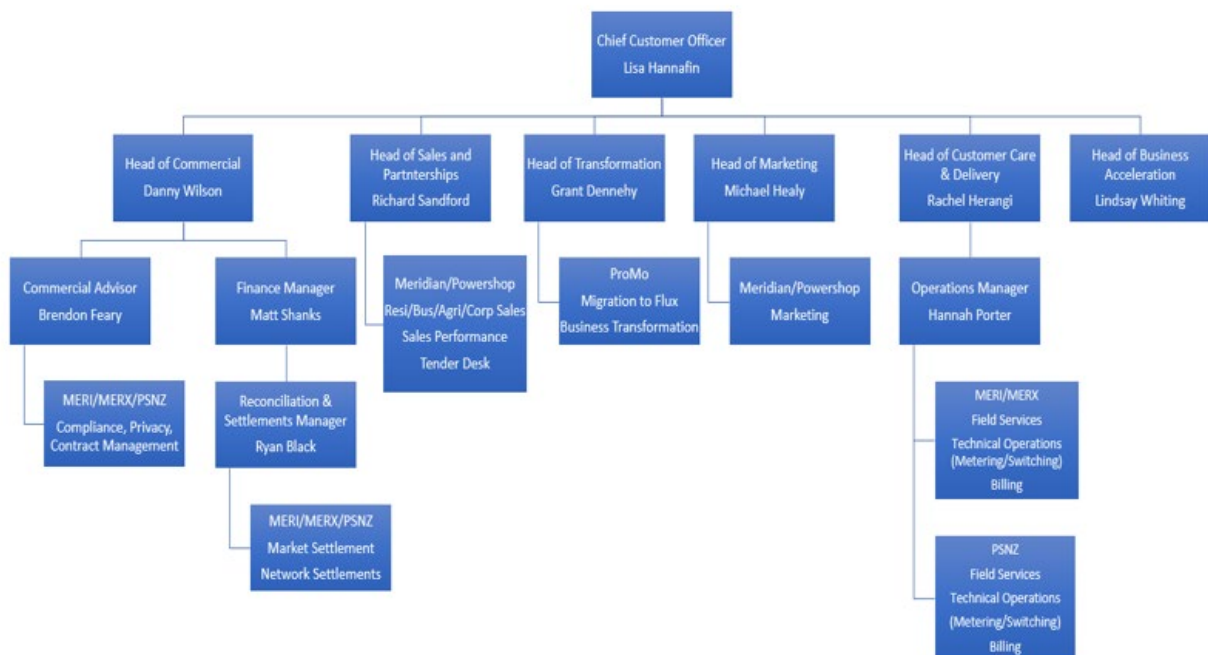 Chief Customer Officer
Lisa Hannafin
Head of Commercial
Danny Wilson
Head of Sales and
Partnterships
Richard Sandford
Head of Transformation
Grant Dennehy
Head of Marketing
Michael Healy
Head of Customer Care
& Delivery
Rachel Herangi
Head of Business
Acceleration
Lindsay Whiting
Commercial Advisor
Brendon Feary
Finance Manager
Matt Shanks
Meridian/Powershop
Resi/Bus/Agri/Corp Sales
Sales Performance
Tender Desk
ProMo
Migration to Flux
Business Transformation
Meridian/Powershop
Marketing
Operations Manager
Hannah Porter
MERI/MERX/PSNZ
Compliance, Privacy,
Contract Management
Reconciliation &
Settlements Manager
Ryan Black
MERI/MERX
Field Services
Technical Operations
(Metering/Switching)
Billing
MERI/MERX/PSNZ
Market Settlement
Network Settlements
PSNZ
Field Services
Technical Operations
(Metering/Switching)
Billing